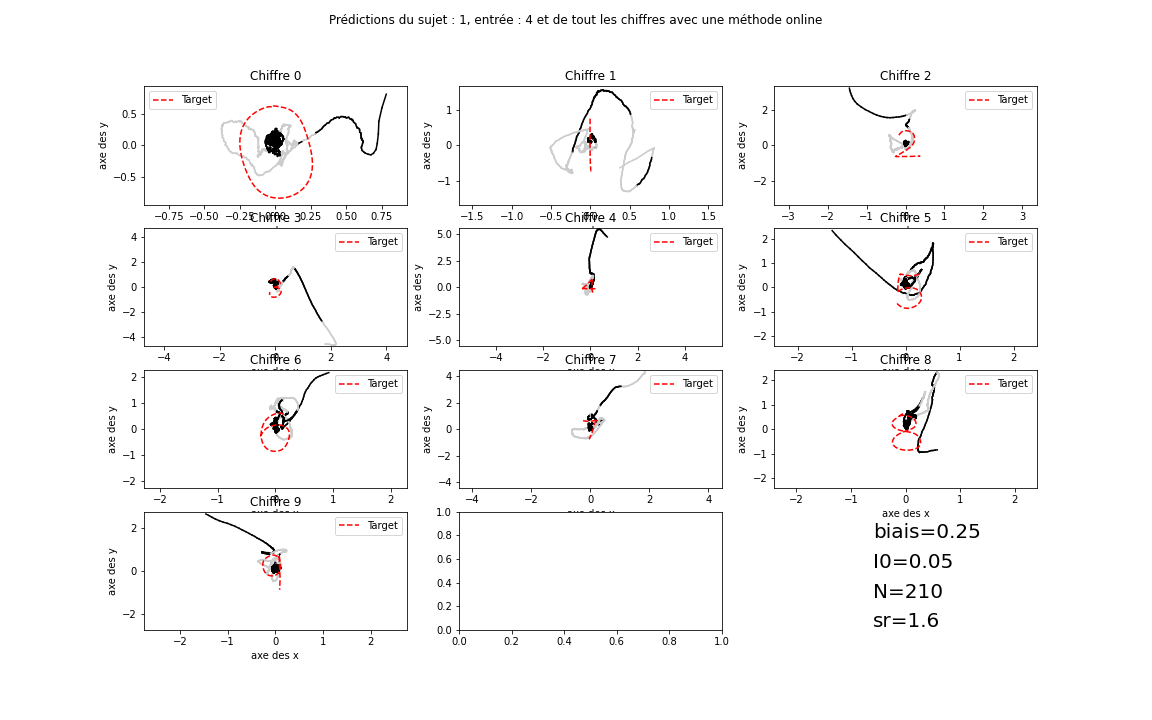 Prédictions du sujet : 1, entrée : 4 et de tout les chiffres avec une méthode online
Chiffre 0 Chiffre 1 Chiffre 2
Target Target Target
axe des y axe des y axe des y
0.5 0.0 −0.5
1 0 −1
2 0 −2
−0.75 −0.50 −0.25 0.00 0.25 0.50 0.75
−1.5 −1.0 −0.5 0.0 0.5 1.0 1.5
−3 −2 −1 0 1 2 3
Chiffre 3 Chiffre 4 Chiffre 5
Target Target Target
axe des y axe des y axe des y
4 2 0 −2 −4
5.0 2.5 0.0 −2.5 −5.0
2 1 0 −1 −2
−4 −2 0 2 4
−4 −2 0 2 4
−2 −1 0 1 2
Chiffre 6 Chiffre 7 Chiffre 8
Target Target Target
axe des y axe des y axe des y
2 1 0 −1 −2
4 2 0 −2 −4
2 1 0 −1 −2
−2 −1 0 1 2
−4 −2 0 2 4
−2 −1 0 1 2
axe des x
Chiffre 9
Target
axe des y
2 0 −2
−2 −1 0 1 2
axe des x
1.0 0.8 0.6 0.4 0.2 0.0
0.0 0.2 0.4 0.6 0.8 1.0
biais=0.25
I0=0.05
N=210
sr=1.6